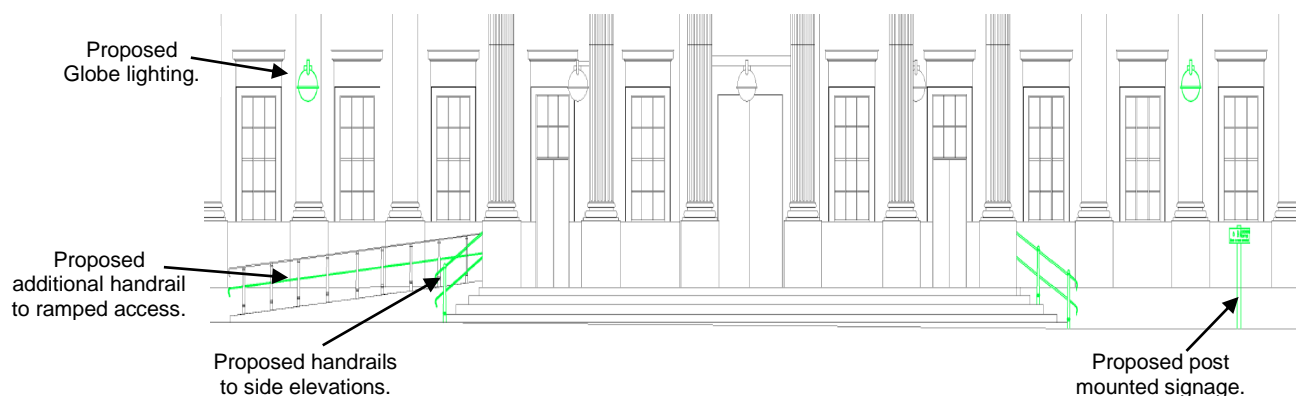 Proposed
Globe lighting.
Proposed
additional handrail
to ramped access.
Proposed handrails
to side elevations.
Proposed post
mounted signage.